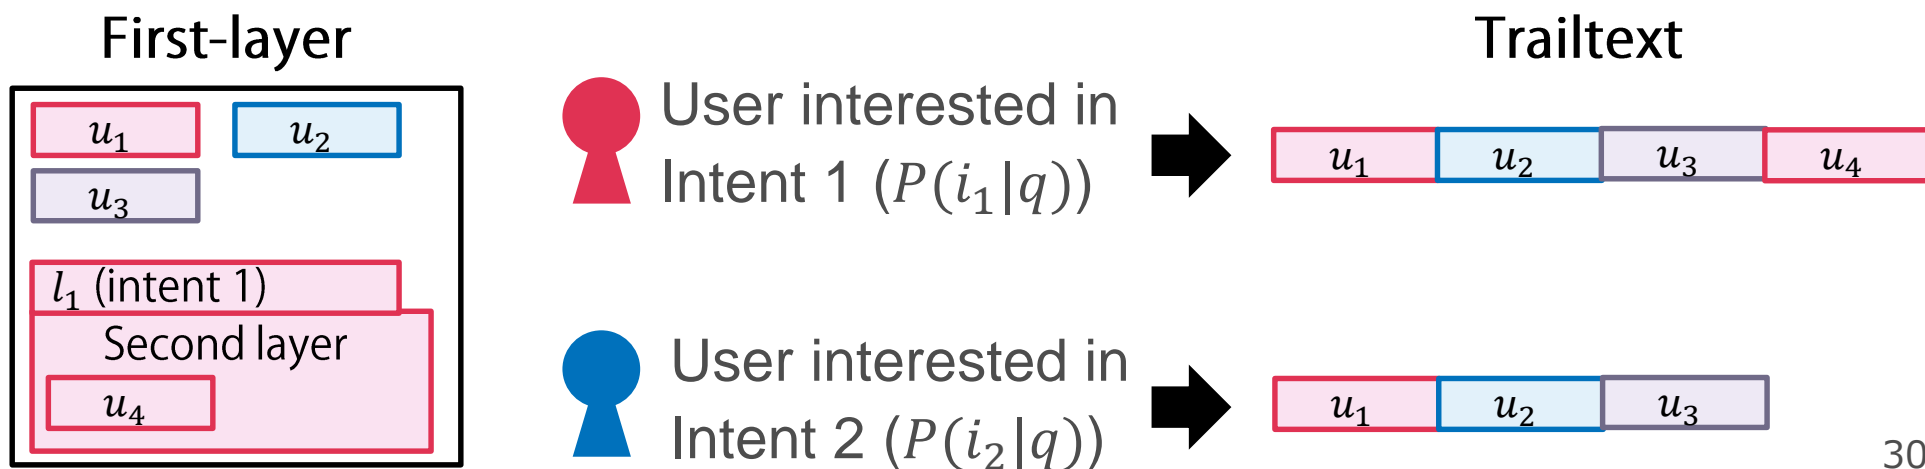 First-layer
u₁ u₂
u₃
l₁ (intent 1)
Second layer
u₄
User interested in
Intent 1 (P(i₁|q))
User interested in
Intent 2 (P(i₂|q))
Trailtext
u₁ u₂ u₃ u₄
u₁ u₂ u₃
30